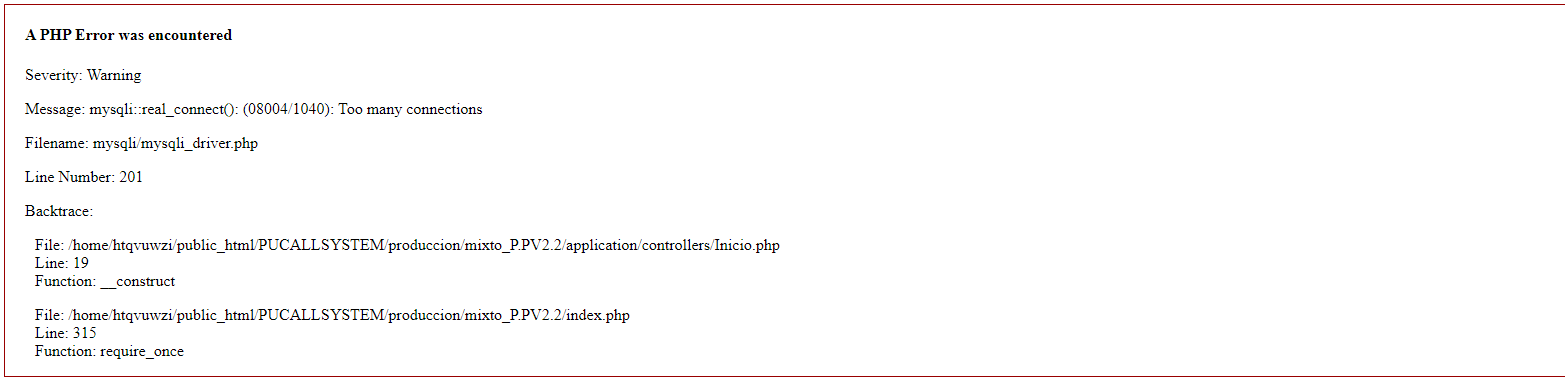 A PHP Error was encountered
Severity: Warning
Message: mysqli::real_connect(): (08004/1040): Too many connections
Filename: mysqli/mysqli_driver.php
Line Number: 201
Backtrace:
File: /home/htqvuwzi/public_html/PUCALLSYSTEM/produccion/mixto_P.PV2.2/application/controllers/Inicio.php
Line: 19
Function: __construct
File: /home/htqvuwzi/public_html/PUCALLSYSTEM/produccion/mixto_P.PV2.2/index.php
Line: 315
Function: require_once